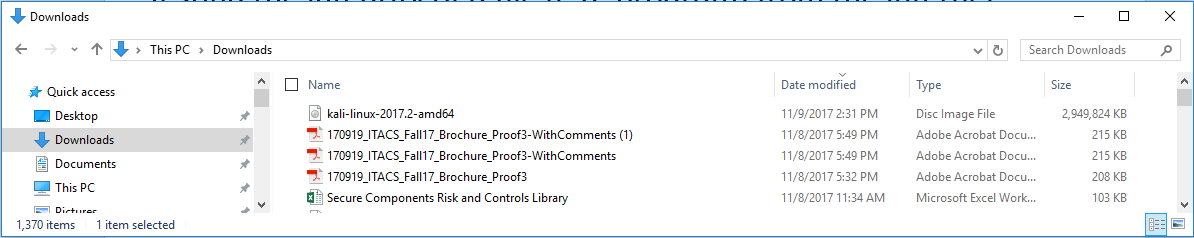 Downloads
This PC > Downloads
Search Downloads
Quick access
Desktop
Downloads
Documents
This PC
Pictures
Name Date modified Type Size
kali-linux-2017.2-amd64 11/9/2017 2:31 PM Disc Image File 2,949,824 KB
170919_ITACS_Fall17_Brochure_Proof3-WithComments (1) 11/8/2017 5:49 PM Adobe Acrobat Docu... 215 KB
170919_ITACS_Fall17_Brochure_Proof3-WithComments 11/8/2017 5:49 PM Adobe Acrobat Docu... 215 KB
170919_ITACS_Fall17_Brochure_Proof3 11/8/2017 5:32 PM Adobe Acrobat Docu... 208 KB
Secure Components Risk and Controls Library 11/8/2017 11:34 AM Microsoft Excel Work... 103 KB
1,370 items 1 item selected